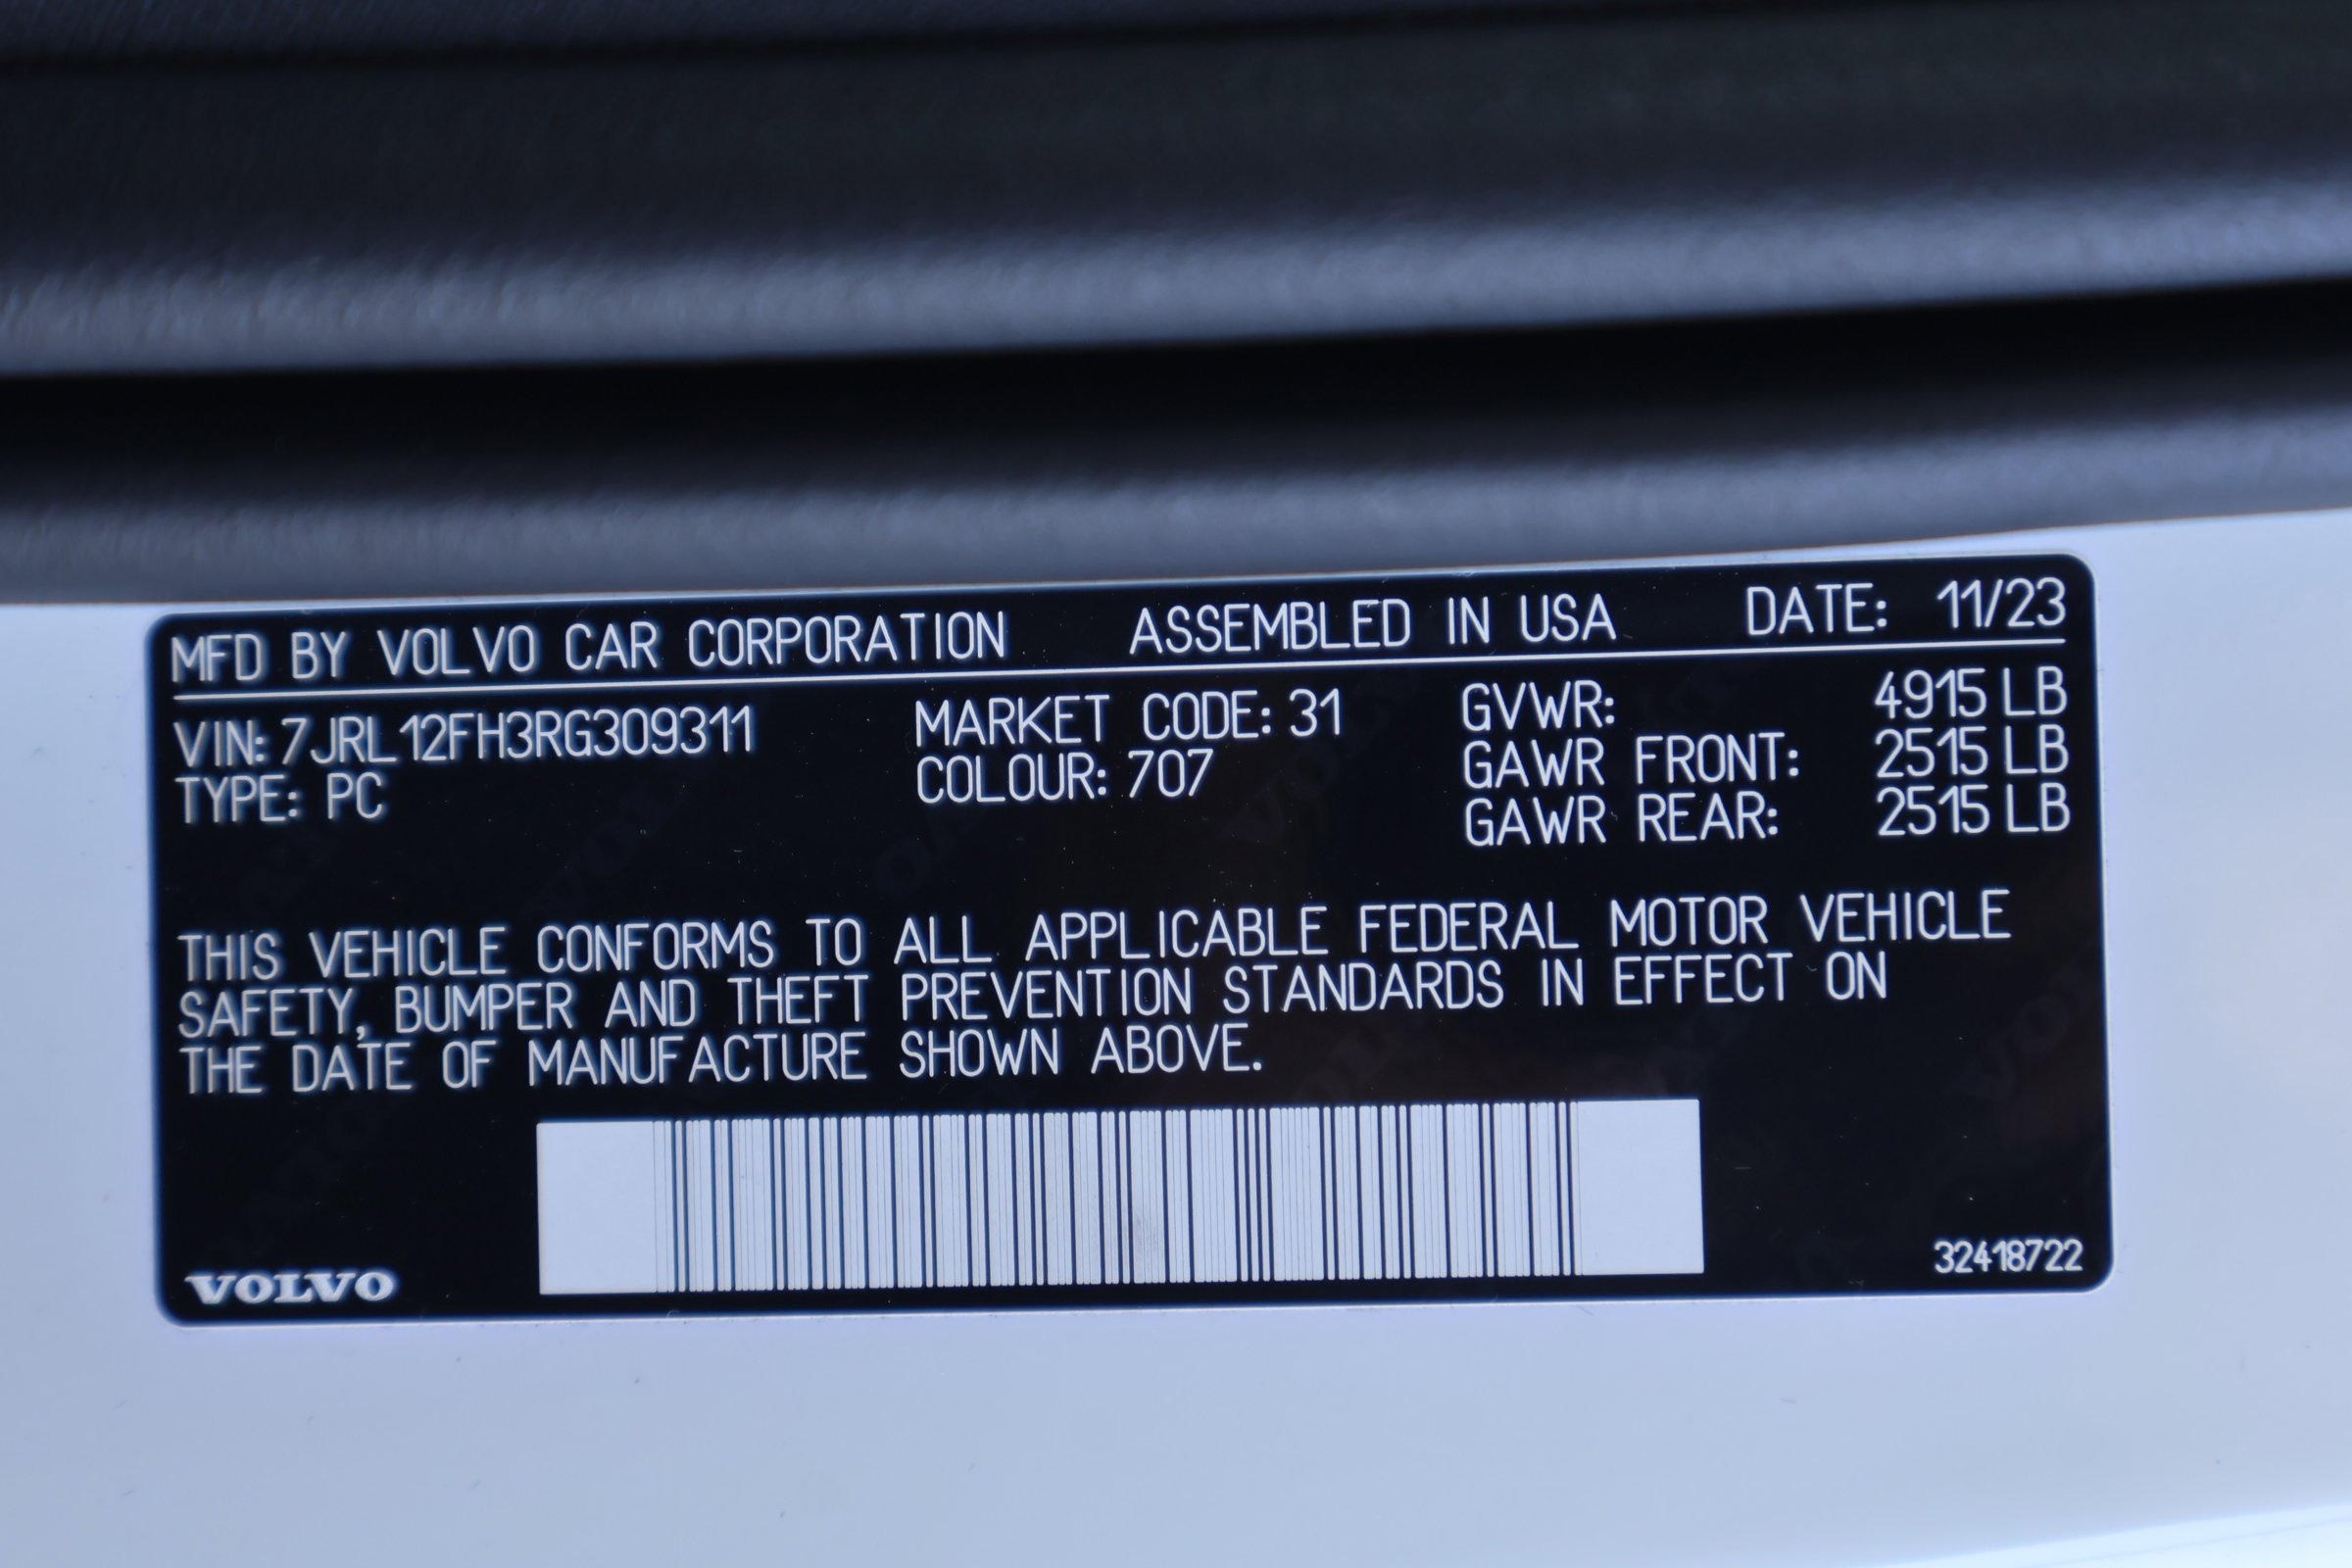 MFD BY VOLVO CAR CORPORATION ASSEMBLED IN USA DATE: 11/23
VIN: 7JRL12FH3RG309311 MARKET CODE: 31 GVWR: 4915 LB
TYPE: PC COLOUR: 707 GAWR FRONT: 2515 LB
GAWR REAR: 2515 LB
THIS VEHICLE CONFORMS TO ALL APPLICABLE FEDERAL MOTOR VEHICLE
SAFETY, BUMPER AND THEFT PREVENTION STANDARDS IN EFFECT ON
THE DATE OF MANUFACTURE SHOWN ABOVE.
VOLVO 32418722